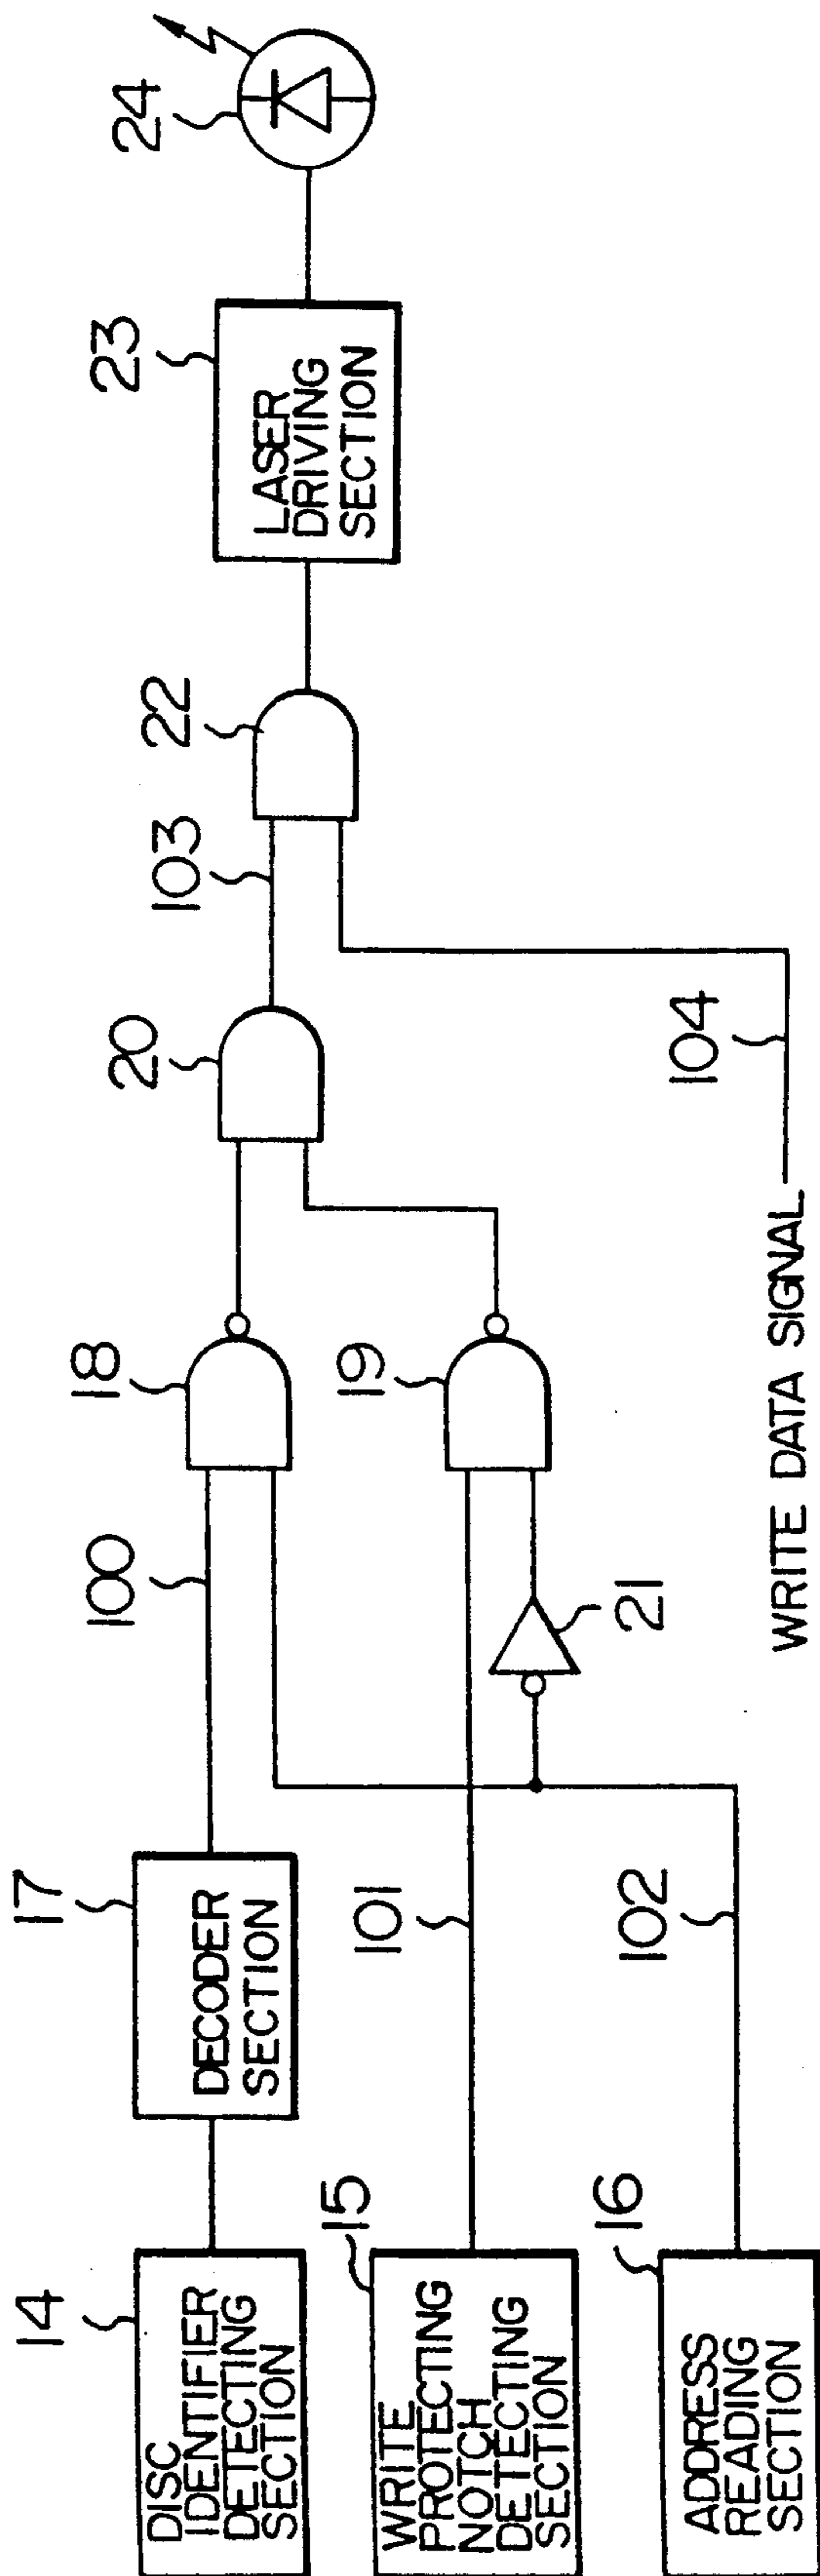 14
DISC
IDENTIFIER
DETECTING
SECTION
15
WRITE
PROTECTING
NOTCH
DETECTING
SECTION
16
ADDRESS
READING
SECTION
17
DECODER
SECTION
100
101
102
18
19
21
20
103
104
WRITE DATA SIGNAL
22
23
LASER
DRIVING
SECTION
24